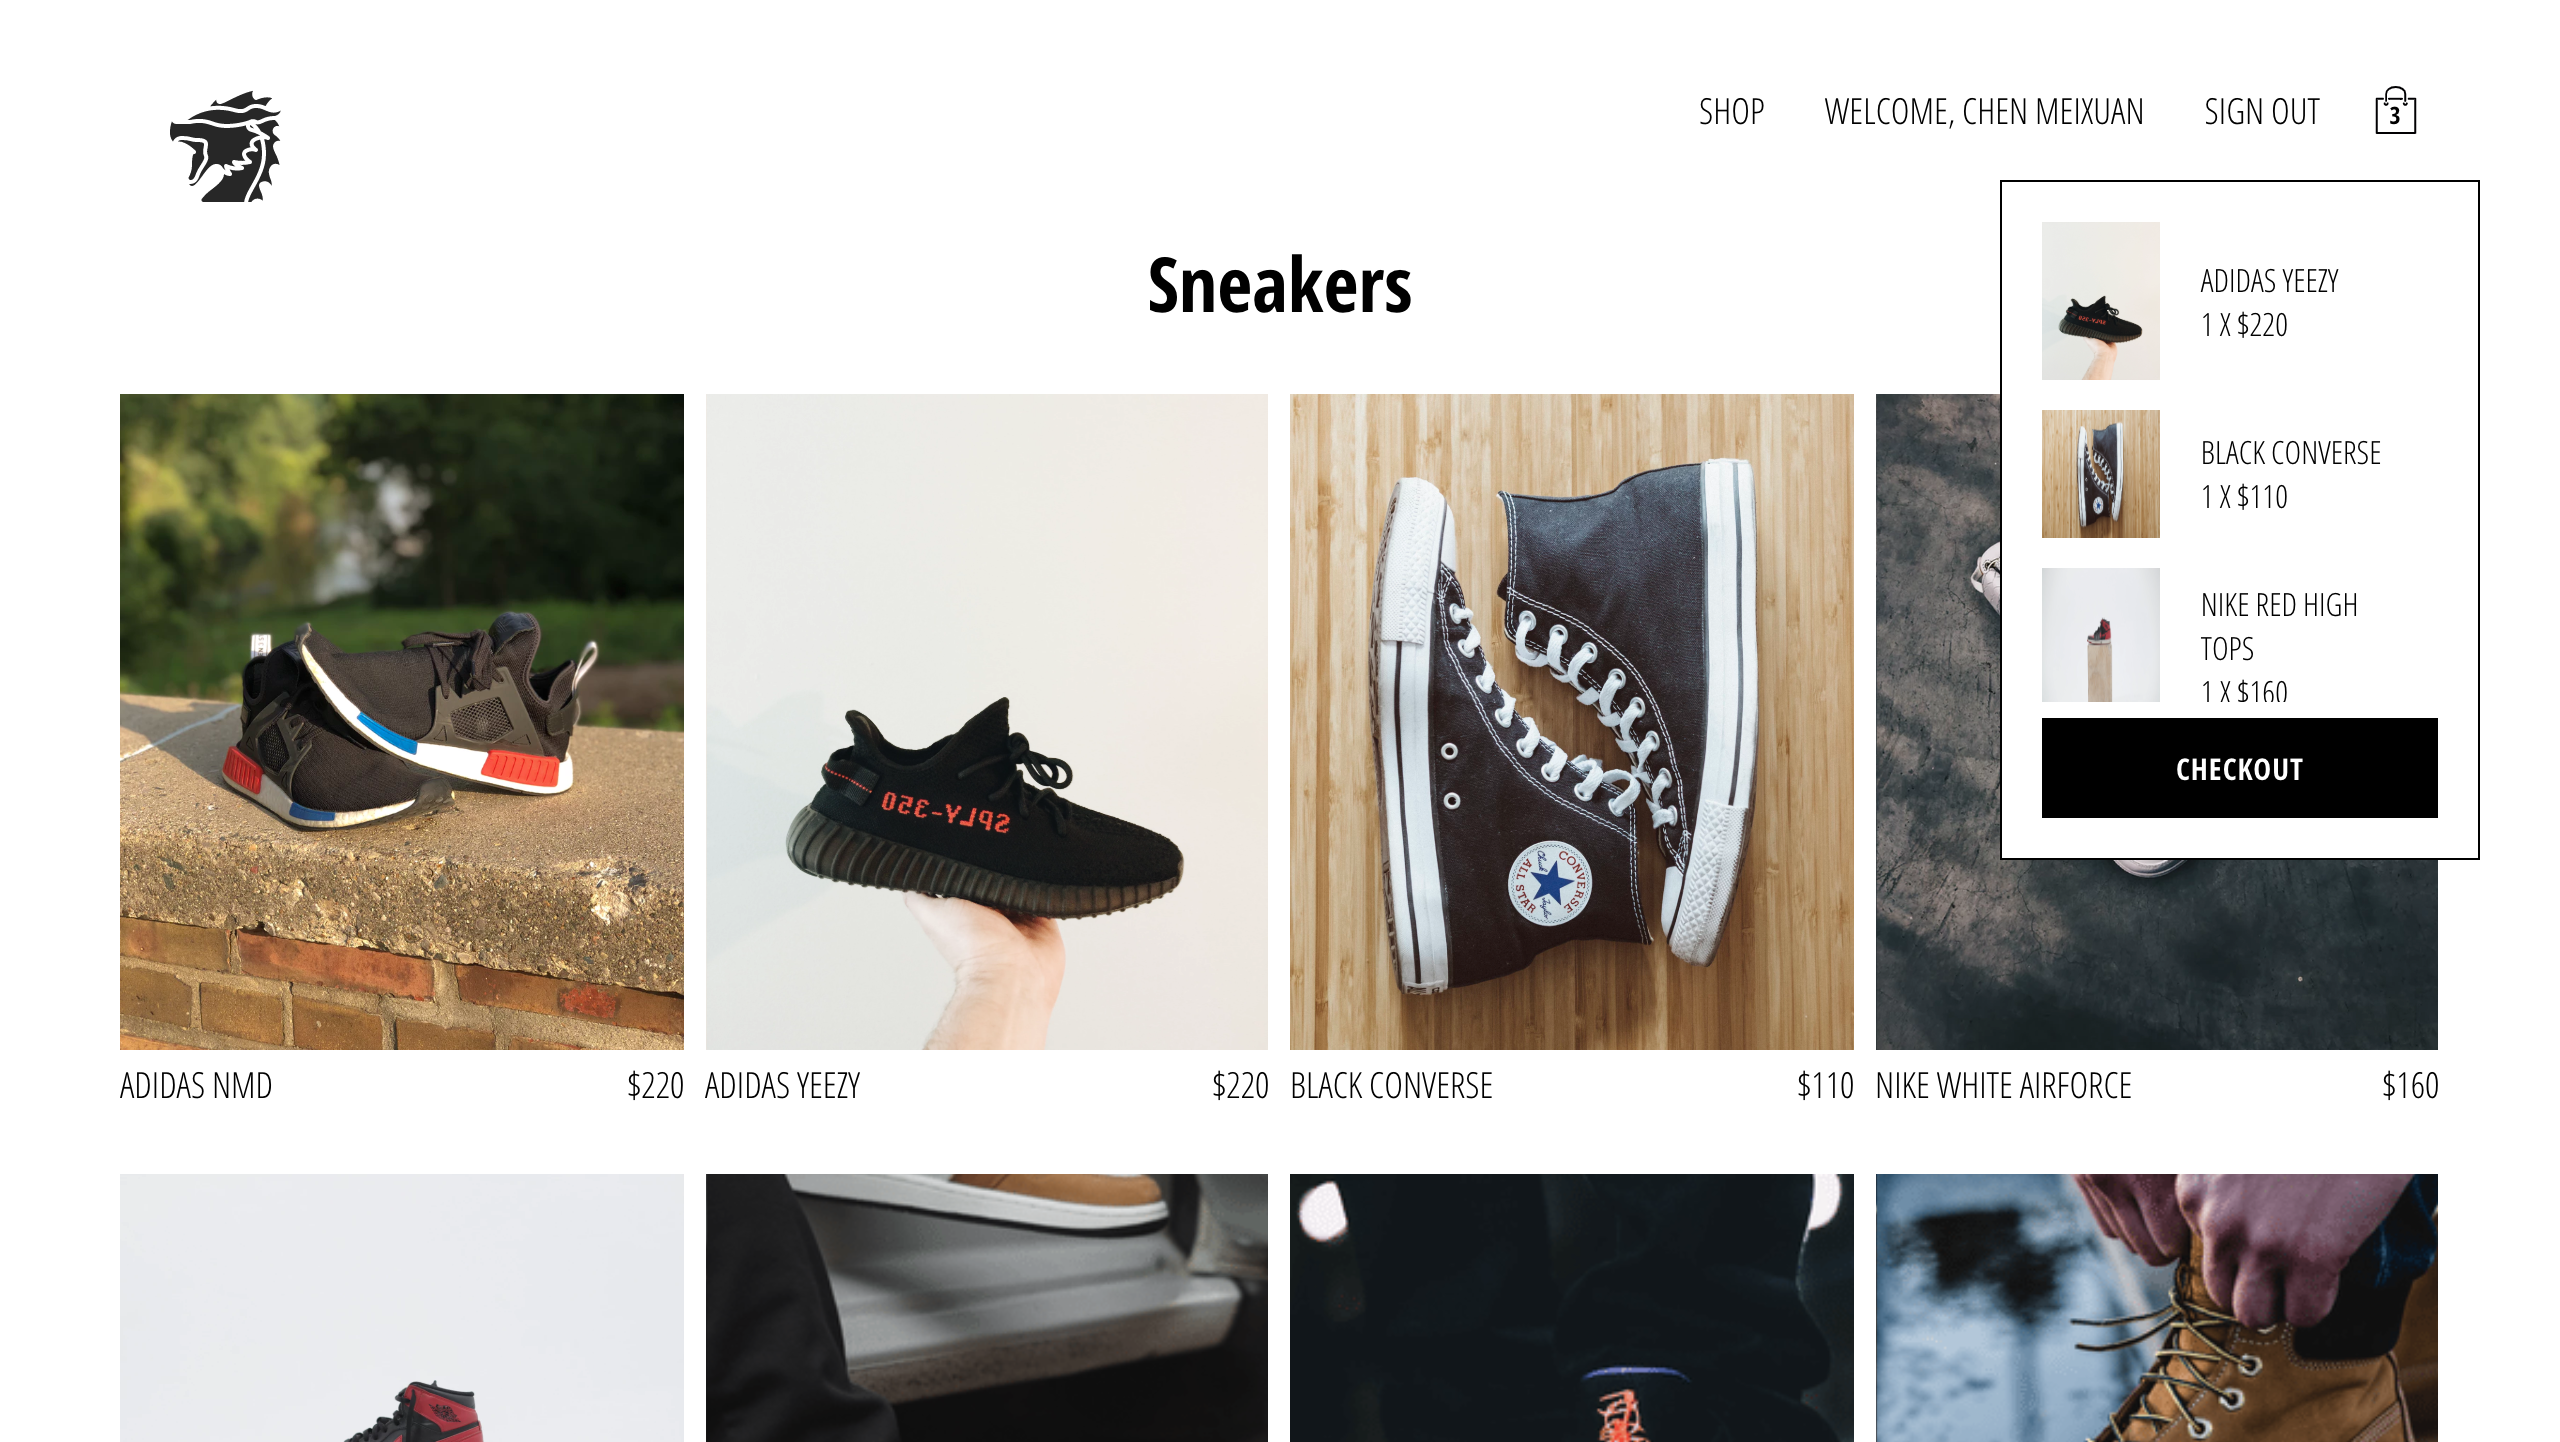 SHOP WELCOME, CHEN MEIXUAN SIGN OUT 3
Sneakers
ADIDAS YEEZY
1 X $220
BLACK CONVERSE
1 X $110
NIKE RED HIGH
TOPS
1 X $160
CHECKOUT
SPLY-350
CONVERSE
ALL STAR
Chuck Taylor
ADIDAS NMD $220 ADIDAS YEEZY $220 BLACK CONVERSE $110 NIKE WHITE AIRFORCE $160